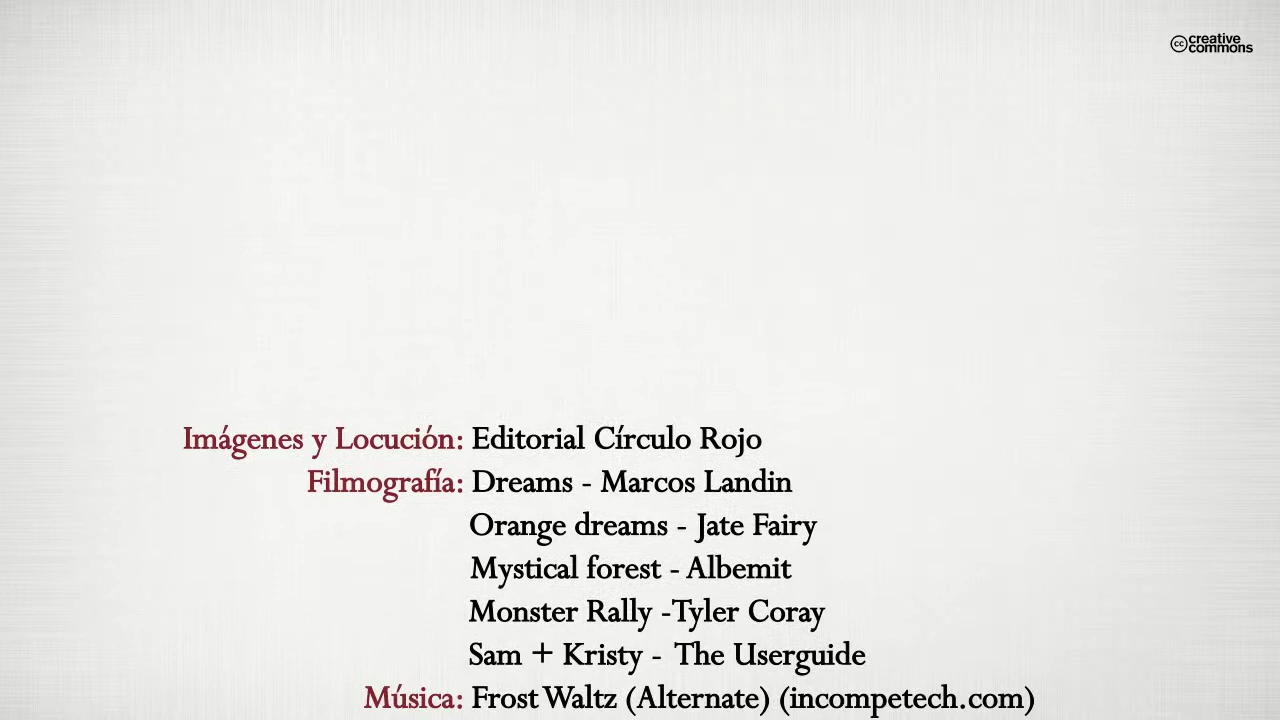 cc creative
commons
Imágenes y Locución: Editorial Círculo Rojo
Filmografía: Dreams - Marcos Landin
Orange dreams - Jate Fairy
Mystical forest - Albemit
Monster Rally -Tyler Coray
Sam + Kristy - The Userguide
Música: Frost Waltz (Alternate) (incompetech.com)